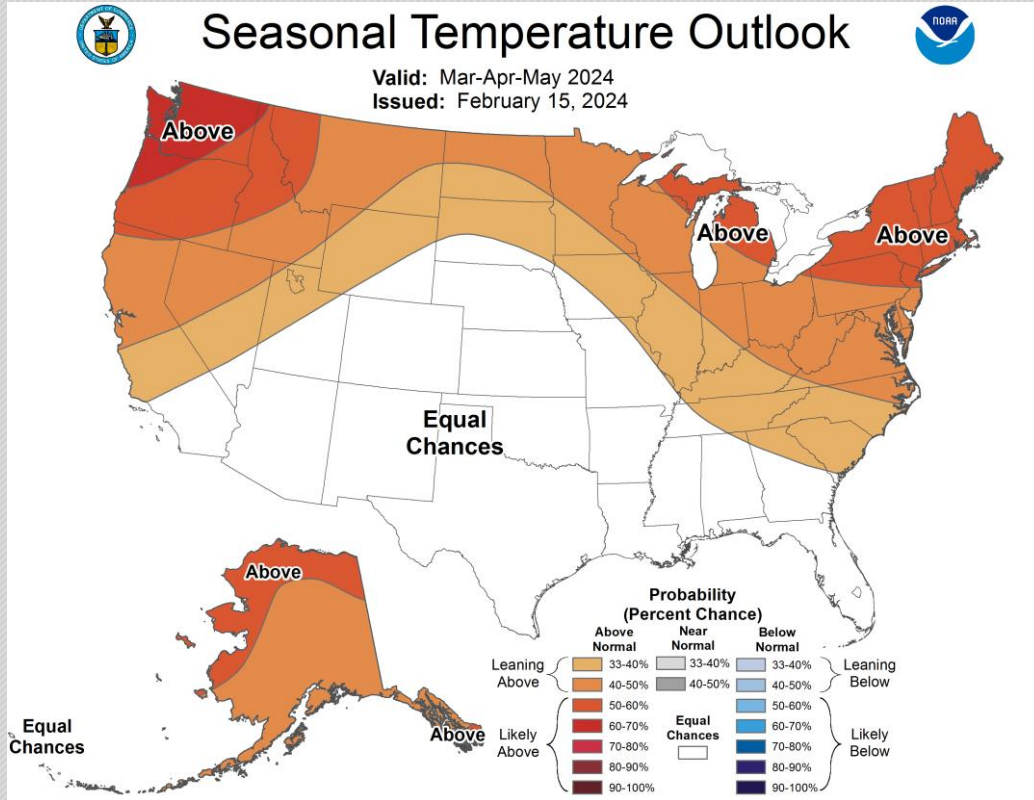 Seasonal Temperature Outlook
NOAA
Valid: Mar-Apr-May 2024
Issued: February 15, 2024
Above
Above
Above
Equal
Chances
Above
Above
Equal
Chances
Probability
(Percent Chance)
Above
Normal
Near
Normal
Below
Normal
Leaning
Above
33-40%
40-50%
33-40%
40-50%
33-40%
40-50%
Leaning
Below
Likely
Above
50-60%
60-70%
70-80%
80-90%
90-100%
Equal
Chances
50-60%
60-70%
70-80%
80-90%
90-100%
Likely
Below